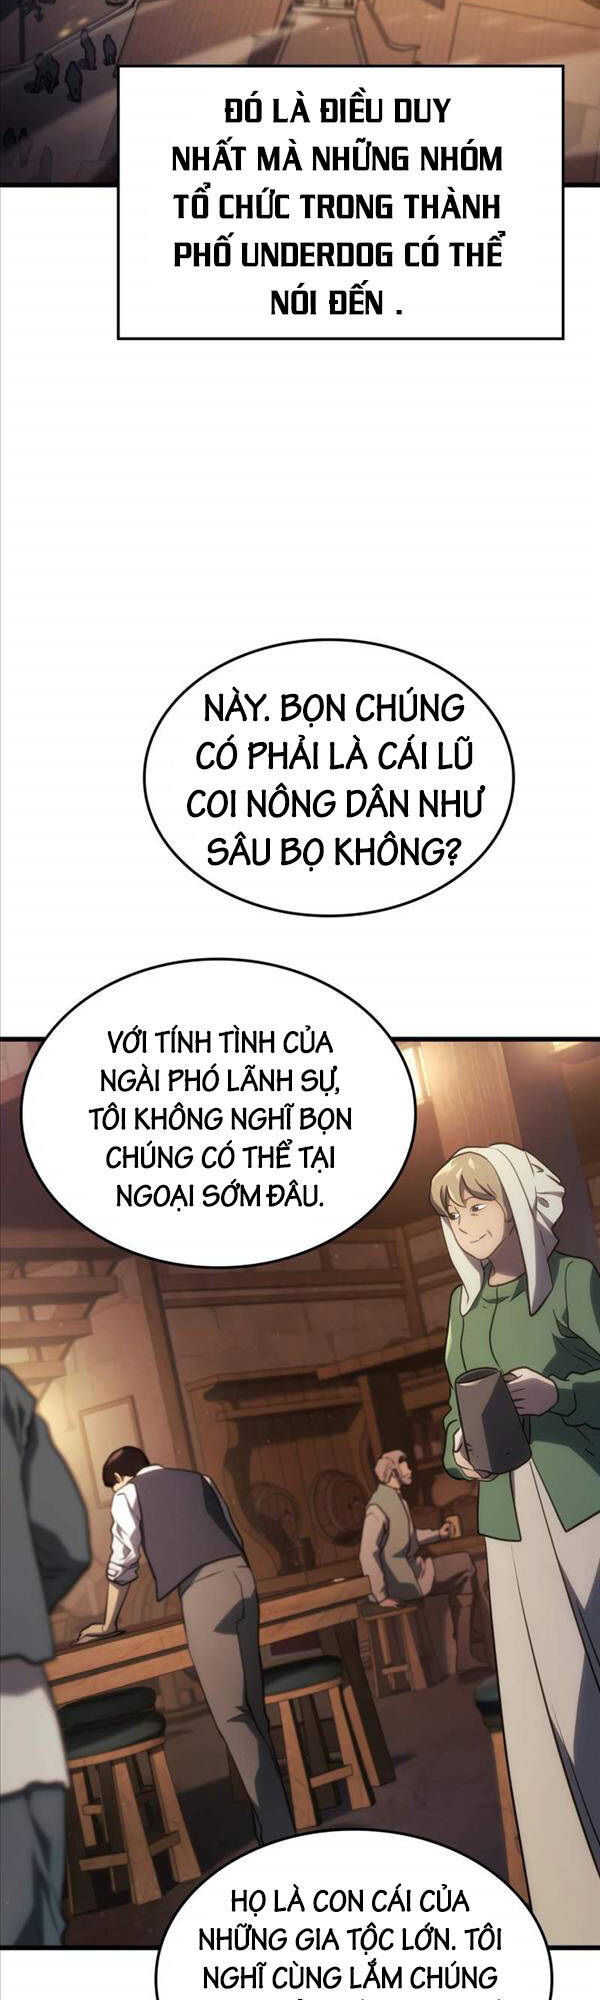 ĐÓ LÀ ĐIỀU DUY
NHẤT MÀ NHỮNG NHÓM
TỔ CHỨC TRONG THÀNH
PHỐ UNDERDOG CÓ THỂ
NÓI ĐẾN .
NÀY. BỌN CHÚNG
CÓ PHẢI LÀ CÁI LŨ
COI NÔNG DÂN NHƯ
SÂU BỌ KHÔNG?
VỚI TÍNH TÌNH CỦA
NGÀI PHÓ LÃNH SỰ,
TÔI KHÔNG NGHĨ BỌN
CHÚNG CÓ THỂ TẠI
NGOẠI SỚM ĐÂU.
HỌ LÀ CON CÁI CỦA
NHỮNG GIA TỘC LỚN. TÔI
NGHĨ CÙNG LẮM CHÚNG